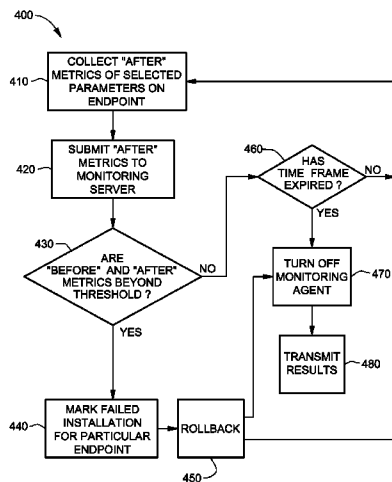 400
COLLECT "AFTER"
METRICS OF SELECTED
PARAMETERS ON
ENDPOINT
410
SUBMIT "AFTER"
METRICS TO
MONITORING
SERVER
420
430
ARE
"BEFORE" AND "AFTER"
METRICS BEYOND
THRESHOLD ?
NO
YES
440
MARK FAILED
INSTALLATION
FOR PARTICULAR
ENDPOINT
ROLLBACK
450
460
HAS
TIME FRAME
EXPIRED ?
NO
YES
TURN OFF
MONITORING
AGENT
470
TRANSMIT
RESULTS
480